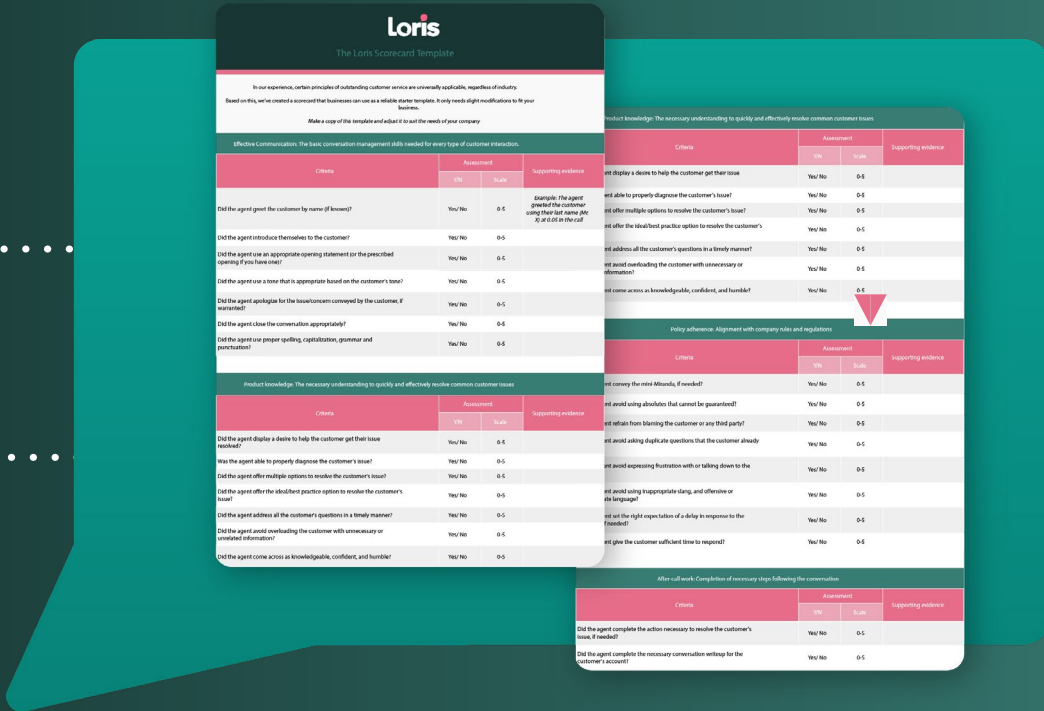 Loris
The Loris Scorecard Template
In our experience, certain principles of outstanding customer service are universally applicable, regardless of industry.
Based on this, we've created a scorecard that businesses can use as a reliable starter template. It only needs slight modifications to fit your
business.
Make a copy of this template and adjust it to suit the needs of your company
Effective Communication: The basic conversation management skills needed for every type of customer interaction.
Criteria
Assessment
Supporting evidence
Y/N
Scale
Did the agent greet the customer by name (if known)?
Yes/ No
0-5
Example: The agent
greeted the customer
using their last name (Mr.
X) at 0.05 in the call
Did the agent introduce themselves to the customer?
Yes/ No
0-5
Did the agent use an appropriate opening statement (or the prescribed
opening if you have one)?
Yes/ No
0-5
Did the agent use a tone that is appropriate based on the customer's tone?
Yes/ No
0-5
Did the agent apologize for the issue/concern conveyed by the customer, if
warranted?
Yes/ No
0-5
Did the agent close the conversation appropriately?
Yes/ No
0-5
Did the agent use proper spelling, capitalization, grammar and
punctuation?
Yes/ No
0-5
Product knowledge: The necessary understanding to quickly and effectively resolve common customer issues
Criteria
Assessment
Supporting evidence
Y/N
Scale
Did the agent display a desire to help the customer get their issue
resolved?
Yes/ No
0-5
Was the agent able to properly diagnose the customer's issue?
Yes/ No
0-5
Did the agent offer multiple options to resolve the customer's issue?
Yes/ No
0-5
Did the agent offer the ideal/best practice option to resolve the customer's
issue?
Yes/ No
0-5
Did the agent address all the customer's questions in a timely manner?
Yes/ No
0-5
Did the agent avoid overloading the customer with unnecessary or
unrelated information?
Yes/ No
0-5
Did the agent come across as knowledgeable, confident, and humble?
Yes/ No
0-5
Product knowledge: The necessary understanding to quickly and effectively resolve common customer issues
Criteria
Assessment
Supporting evidence
Y/N
Scale
ent display a desire to help the customer get their issue
Yes/ No
0-5
ent able to properly diagnose the customer's issue?
Yes/ No
0-5
ent offer multiple options to resolve the customer's issue?
Yes/ No
0-5
ent offer the ideal/best practice option to resolve the customer's
Yes/ No
0-5
ent address all the customer's questions in a timely manner?
Yes/ No
0-5
ent avoid overloading the customer with unnecessary or
information?
Yes/ No
0-5
ent come across as knowledgeable, confident, and humble?
Yes/ No
0-5
Policy adherence: Alignment with company rules and regulations
Criteria
Assessment
Supporting evidence
Y/N
Scale
ent convey the mini-Miranda, if needed?
Yes/ No
0-5
ent avoid using absolutes that cannot be guaranteed?
Yes/ No
0-5
ent refrain from blaming the customer or any third party?
Yes/ No
0-5
ent avoid asking duplicate questions that the customer already
Yes/ No
0-5
ent avoid expressing frustration with or talking down to the
Yes/ No
0-5
ent avoid using inappropriate slang, and offensive or
ate language?
Yes/ No
0-5
ent set the right expectation of a delay in response to the
if needed?
Yes/ No
0-5
ent give the customer sufficient time to respond?
Yes/ No
0-5
After-call work: Completion of necessary steps following the conversation
Criteria
Assessment
Supporting evidence
Y/N
Scale
Did the agent complete the action necessary to resolve the customer's
issue, if needed?
Yes/ No
0-5
Did the agent complete the necessary conversation writeup for the
customer's account?
Yes/ No
0-5